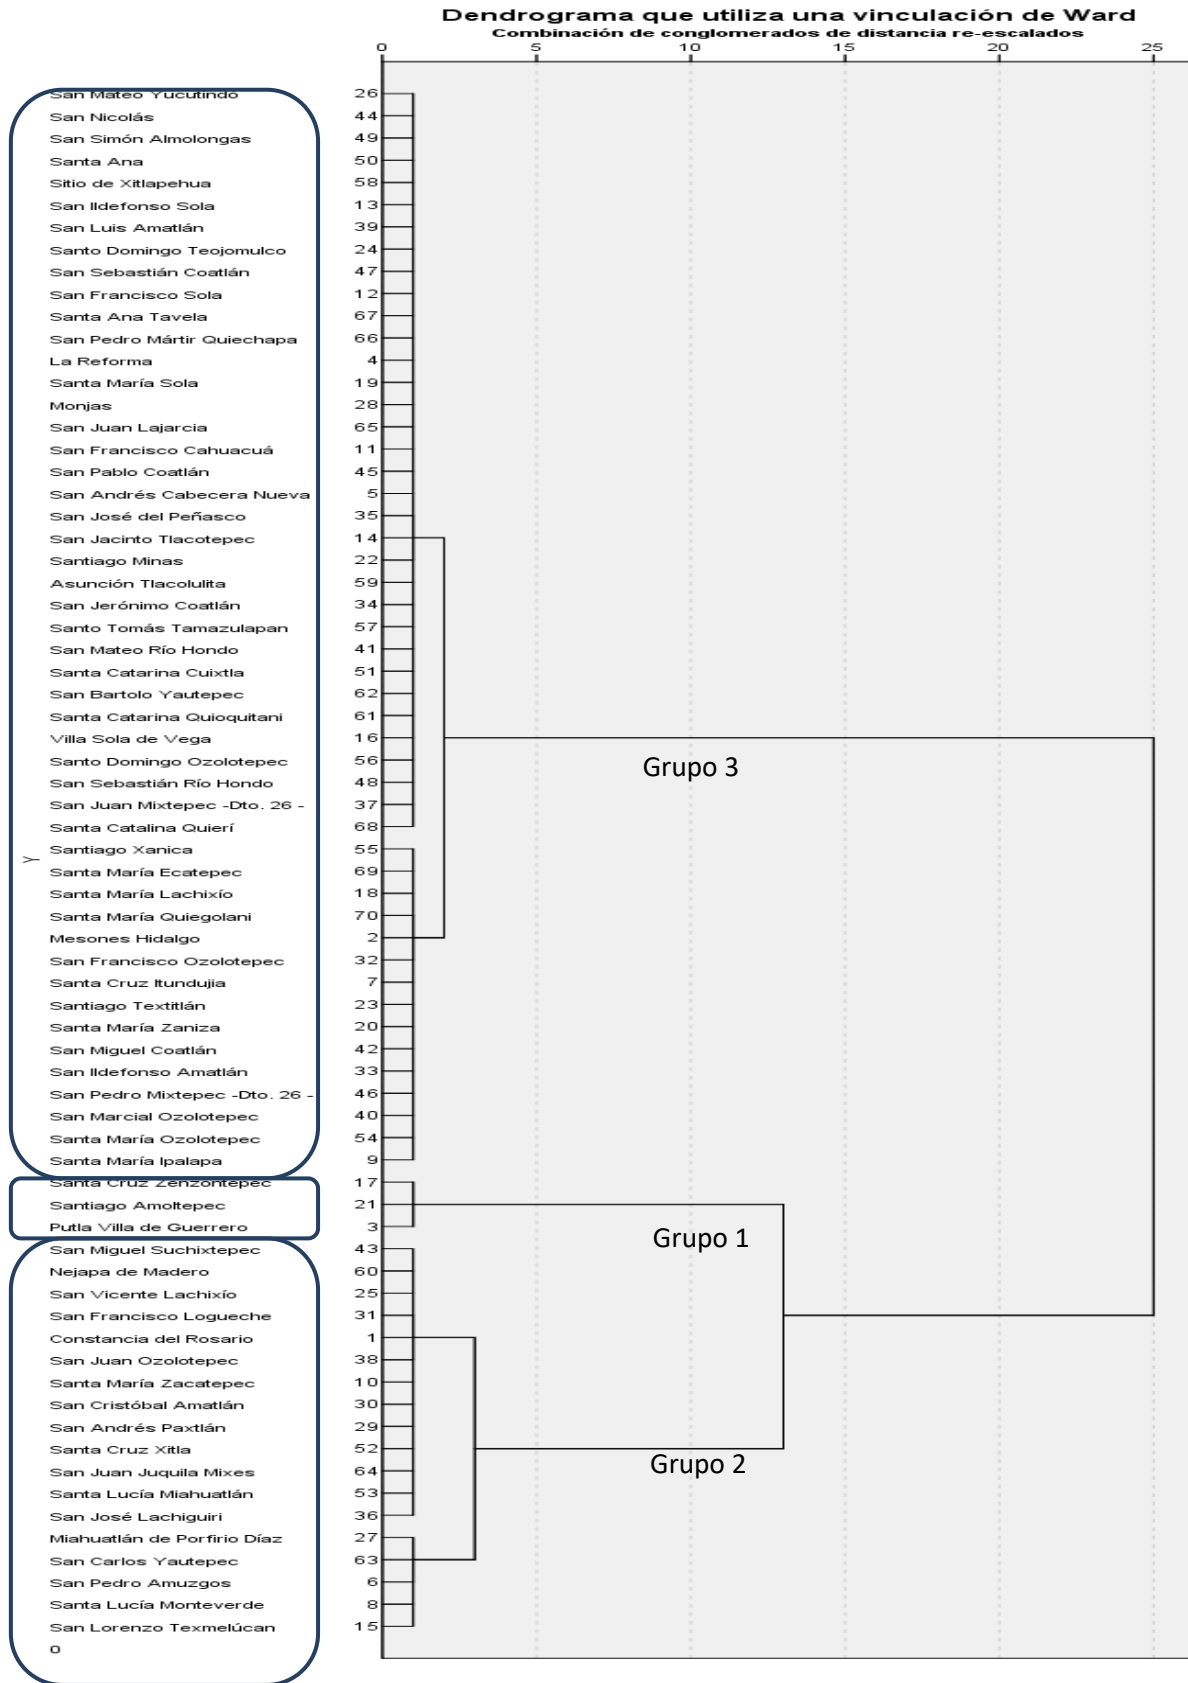 Dendrograma que utiliza una vinculación de Ward
Combinación de conglomerados de distancia re-escalados
0 5 10 15 20 25
San Mateo Yucutindó 26
San Nicolás 44
San Simón Almolongas 49
Santa Ana 50
Sitio de Xitlapehua 58
San Ildefonso Sola 13
San Luis Amatlán 39
Santo Domingo Teojomulco 24
San Sebastián Coatlán 47
San Francisco Sola 12
Santa Ana Tavela 67
San Pedro Mártir Quiechapa 66
La Reforma 4
Santa María Sola 19
Monjas 28
San Juan Lajarcia 65
San Francisco Cahuacuá 11
San Pablo Coatlán 45
San Andrés Cabecera Nueva 5
San José del Peñasco 35
San Jacinto Tlacotepec 14
Santiago Minas 22
Asunción Tlacolulita 59
San Jerónimo Coatlán 34
Santo Tomás Tamazulapan 57
San Mateo Río Hondo 41
Santa Catarina Cuixtla 51
San Bartolo Yautepec 62
Santa Catarina Quioquitani 61
Villa Sola de Vega 16
Santo Domingo Ozolotepec 56
Grupo 3
San Sebastián Río Hondo 48
San Juan Mixtepec -Dto. 26 - 37
Santa Catalina Quierí 68
Santiago Xanica 55
Y
Santa María Ecatepec 69
Santa María Lachixío 18
Santa María Quiegolani 70
Mesones Hidalgo 2
San Francisco Ozolotepec 32
Santa Cruz Itundujia 7
Santiago Textitlán 23
Santa María Zaniza 20
San Miguel Coatlán 42
San Ildefonso Amatlán 33
San Pedro Mixtepec -Dto. 26 - 46
San Marcial Ozolotepec 40
Santa María Ozolotepec 54
Santa María Ipalapa 9
Santa Cruz Zenzontepec 17
Santiago Amoltepec 21
Putla Villa de Guerrero 3
Grupo 1
San Miguel Suchixtepec 43
Nejapa de Madero 60
San Vicente Lachixío 25
San Francisco Logueche 31
Constancia del Rosario 1
San Juan Ozolotepec 38
Santa María Zacatepec 10
San Cristóbal Amatlán 30
San Andrés Paxtlán 29
Santa Cruz Xitla 52
Grupo 2
San Juan Juquila Mixes 64
Santa Lucía Miahuatlán 53
San José Lachiguiri 36
Miahuatlán de Porfirio Díaz 27
San Carlos Yautepec 63
San Pedro Amuzgos 6
Santa Lucía Monteverde 8
San Lorenzo Texmelúcan 15
0